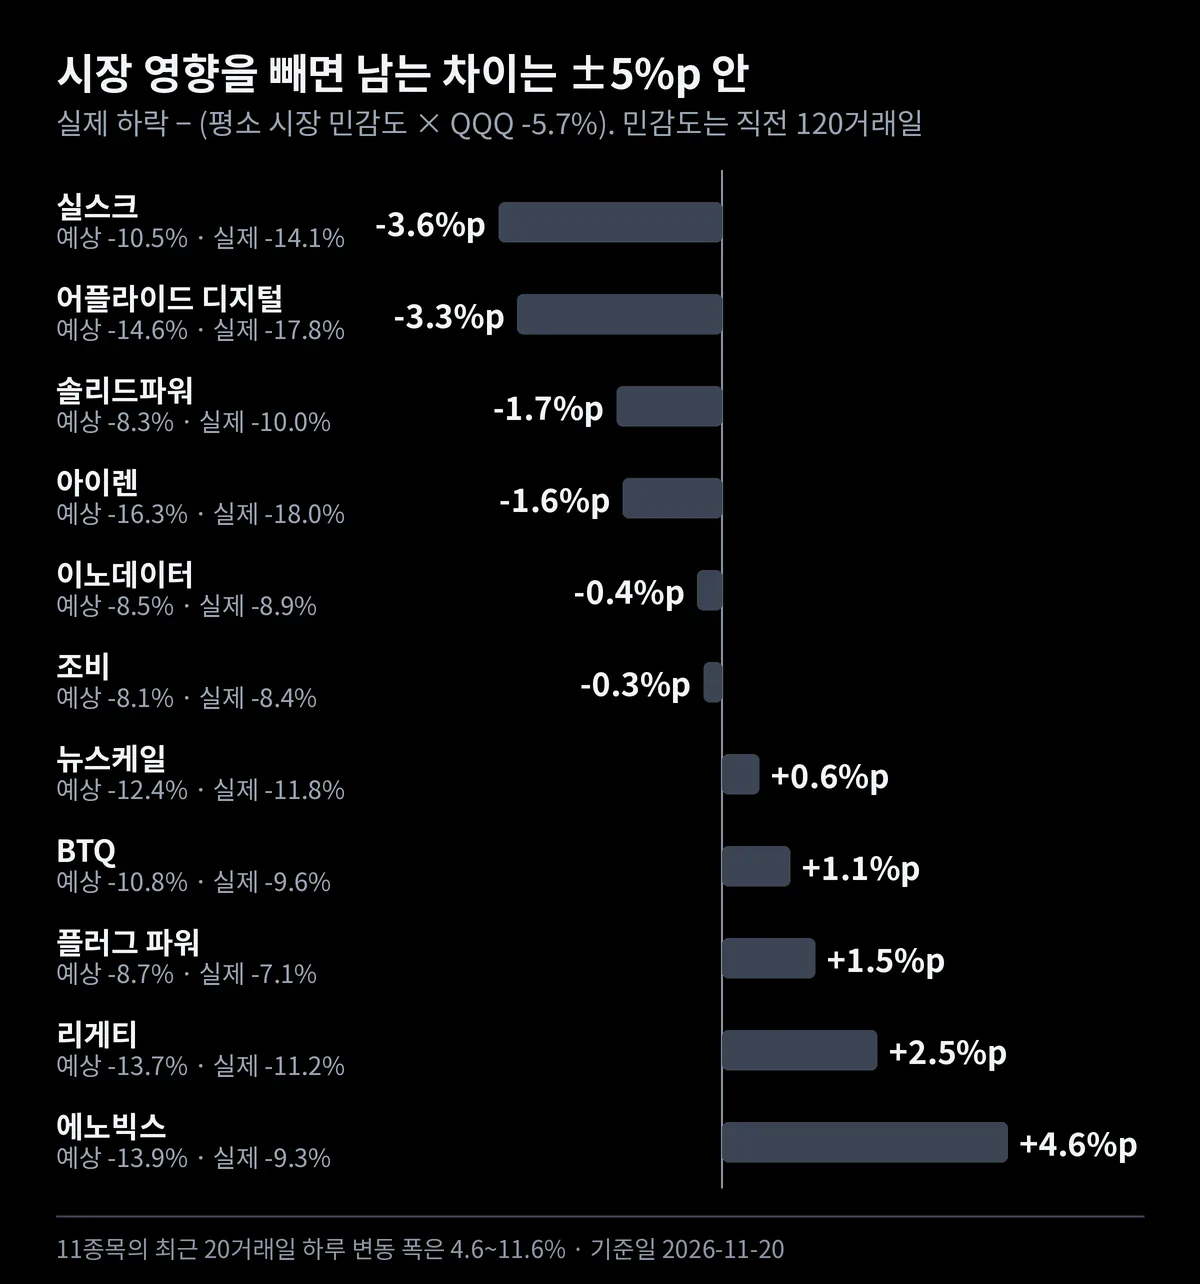 시장 영향을 빼면 남는 차이는 ±5%p 안
실제 하락 − (평소 시장 민감도 × QQQ -5.7%). 민감도는 직전 120거래일
실스크
예상 -10.5% · 실제 -14.1%
-3.6%p
어플라이드 디지털
예상 -14.6% · 실제 -17.8%
-3.3%p
솔리드파워
예상 -8.3% · 실제 -10.0%
-1.7%p
아이렌
예상 -16.3% · 실제 -18.0%
-1.6%p
이노데이터
예상 -8.5% · 실제 -8.9%
-0.4%p
조비
예상 -8.1% · 실제 -8.4%
-0.3%p
뉴스케일
예상 -12.4% · 실제 -11.8%
+0.6%p
BTQ
예상 -10.8% · 실제 -9.6%
+1.1%p
플러그 파워
예상 -8.7% · 실제 -7.1%
+1.5%p
리게티
예상 -13.7% · 실제 -11.2%
+2.5%p
에노빅스
예상 -13.9% · 실제 -9.3%
+4.6%p
11종목의 최근 20거래일 하루 변동 폭은 4.6~11.6% · 기준일 2026-11-20